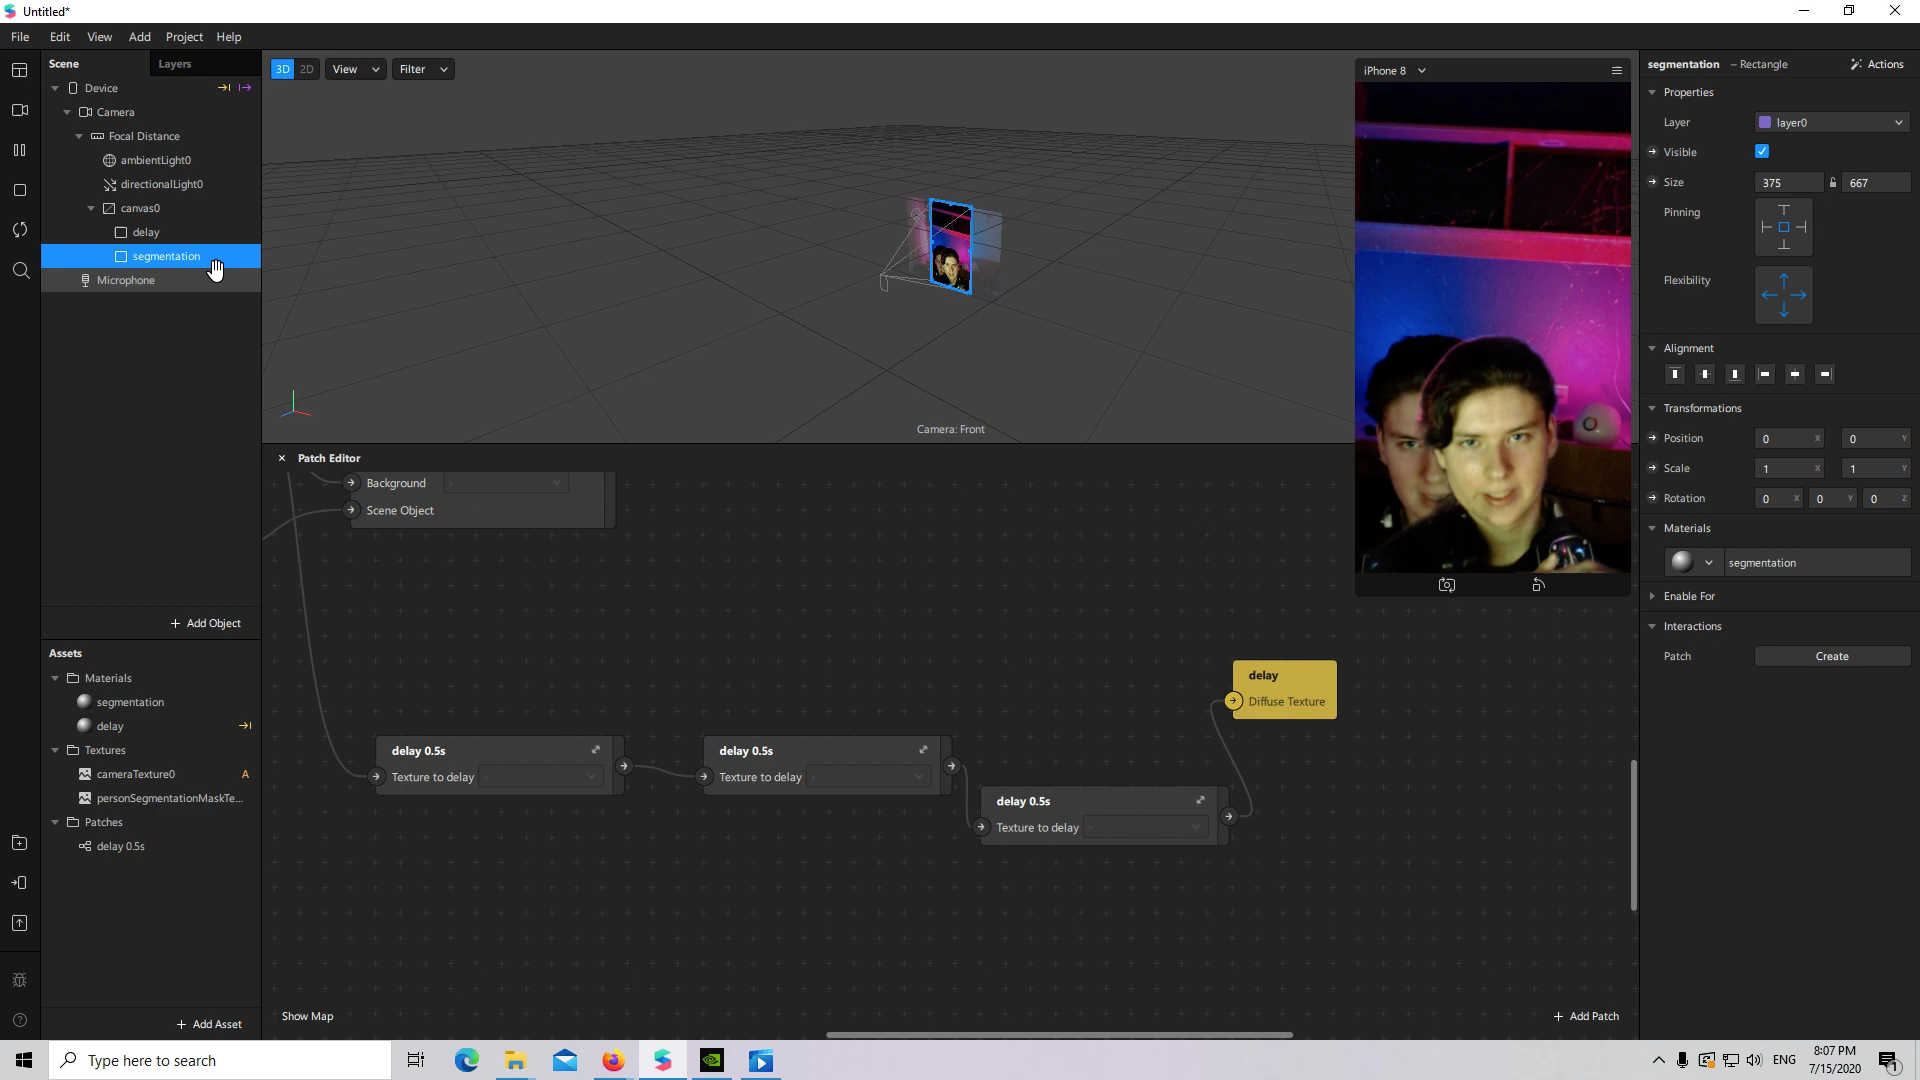 Untitled*
File Edit View Add Project Help
Scene Layers
Device
Camera
Focal Distance
ambientLight0
directionalLight0
canvas0
delay
segmentation
Microphone
+ Add Object
Assets
Materials
segmentation
delay
Textures
cameraTexture0 A
personSegmentationMaskTe...
Patches
delay 0.5s
+ Add Asset
3D 2D View Filter
Camera: Front
iPhone 8
Patch Editor
Background -
Scene Object
delay
Diffuse Texture
delay 0.5s
Texture to delay -
delay 0.5s
Texture to delay -
delay 0.5s
Texture to delay -
Show Map
+ Add Patch
segmentation – Rectangle Actions
Properties
Layer layer0
Visible
Size 375 667
Pinning
Flexibility
Alignment
Transformations
Position 0 X 0 Y
Scale 1 X 1 Y
Rotation 0 X 0 Y 0 Z
Materials
segmentation
Enable For
Interactions
Patch Create
Type here to search
ENG
8:07 PM
7/15/2020
1